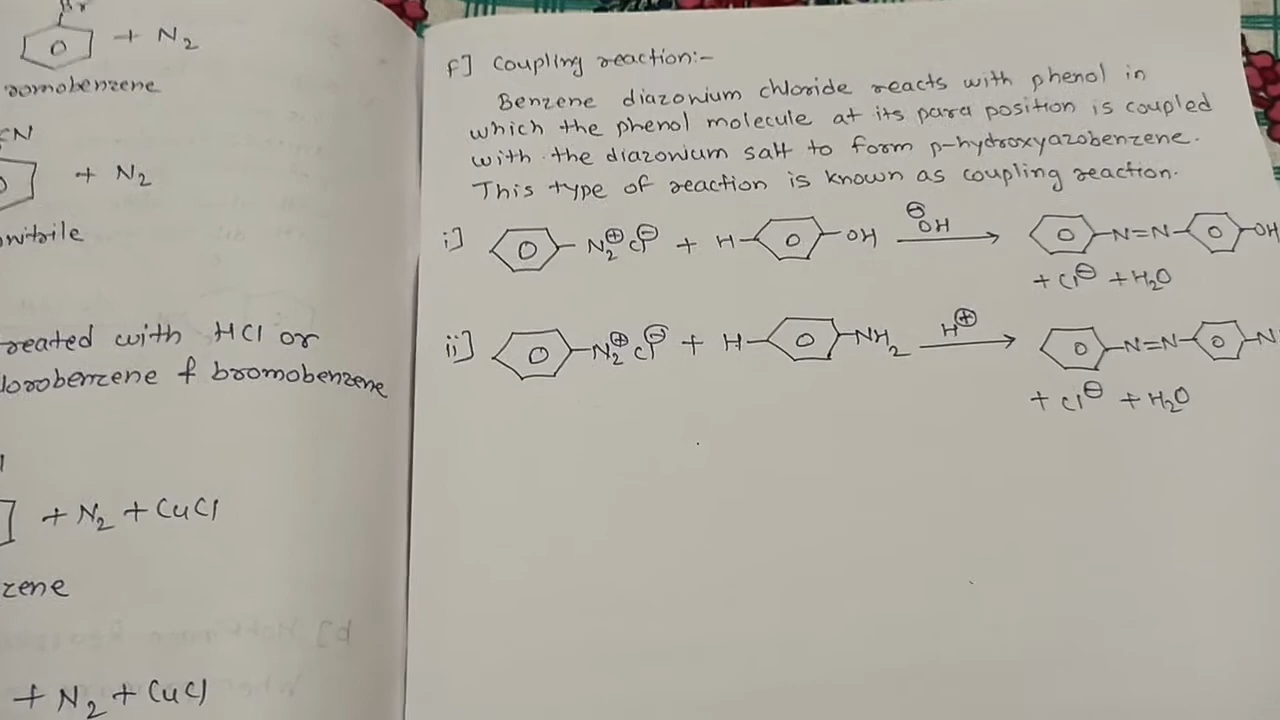 Br
+ N2
romobenzene
CN
+ N2
onitrile
reated with HCl or
lorobenzene & bromobenzene
+ N2 + CuCl
zene
+ N2 + CuCl
F] Coupling reaction:-
Benzene diazonium chloride reacts with phenol in
which the phenol molecule at its para position is coupled
with the diazonium salt to form p-hydroxyazobenzene.
This type of reaction is known as coupling reaction.
i] N2⊕ Cl⊖ + H- -OH ⊖OH → -N=N- -OH
+ Cl⊖ + H2O
ii] -N2⊕ Cl⊖ + H- -NH2 H⊕ → -N=N- -N
+ Cl⊖ + H2O